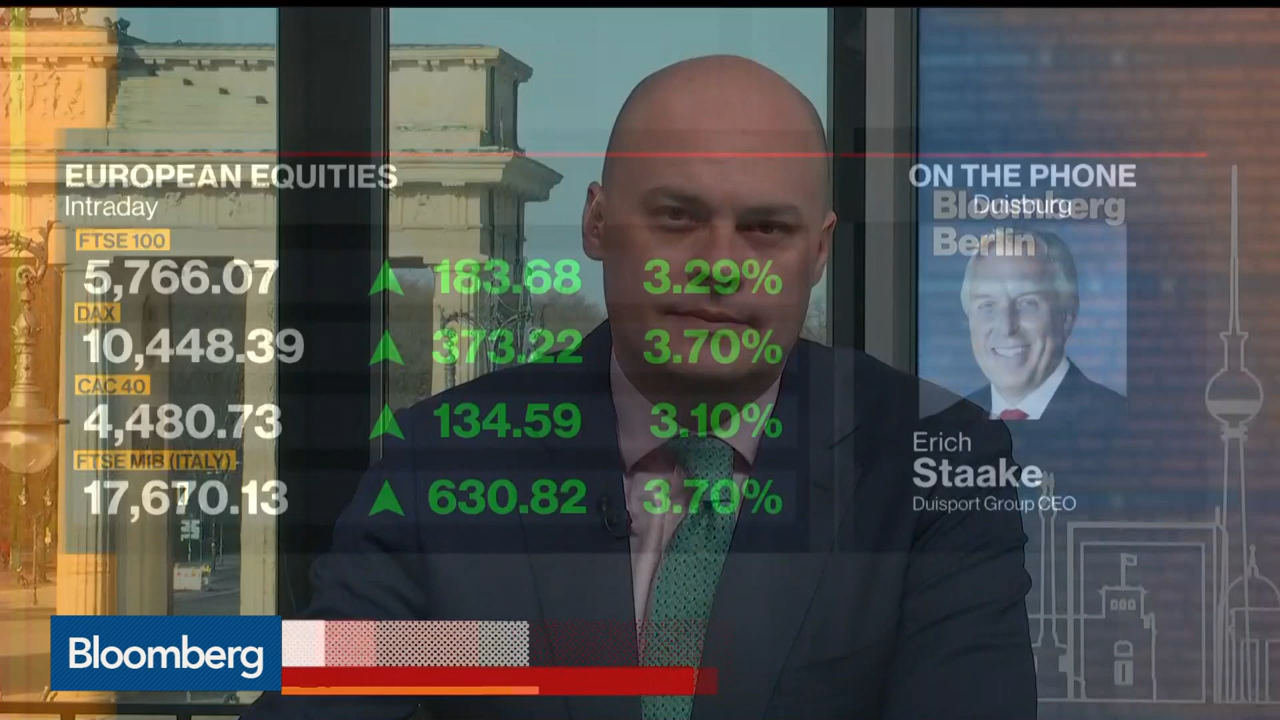 EUROPEAN EQUITIES
Intraday
FTSE 100
5,766.07 ▲ 183.68 3.29%
DAX
10,448.39 ▲ 373.22 3.70%
CAC 40
4,480.73 ▲ 134.59 3.10%
FTSE MIB (ITALY)
17,670.13 ▲ 630.82 3.70%
ON THE PHONE
Duisburg
Bloomberg
Berlin
Erich
Staake
Duisport Group CEO
Bloomberg